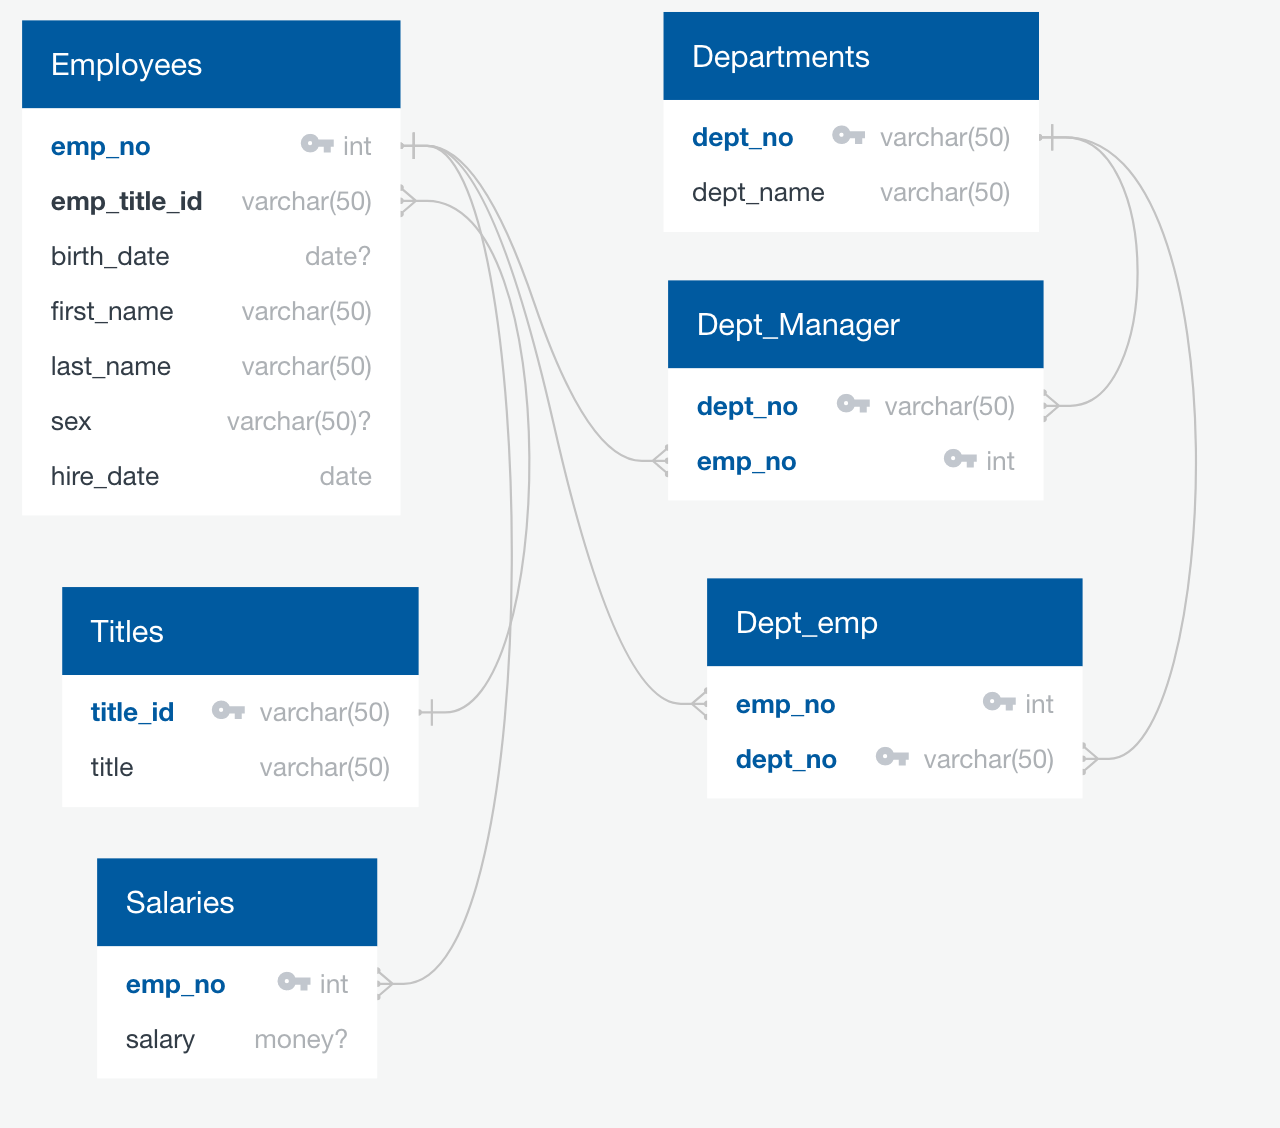 Employees
emp_no int
emp_title_id varchar(50)
birth_date date?
first_name varchar(50)
last_name varchar(50)
sex varchar(50)?
hire_date date
Titles
title_id varchar(50)
title varchar(50)
Salaries
emp_no int
salary money?
Departments
dept_no varchar(50)
dept_name varchar(50)
Dept_Manager
dept_no varchar(50)
emp_no int
Dept_emp
emp_no int
dept_no varchar(50)